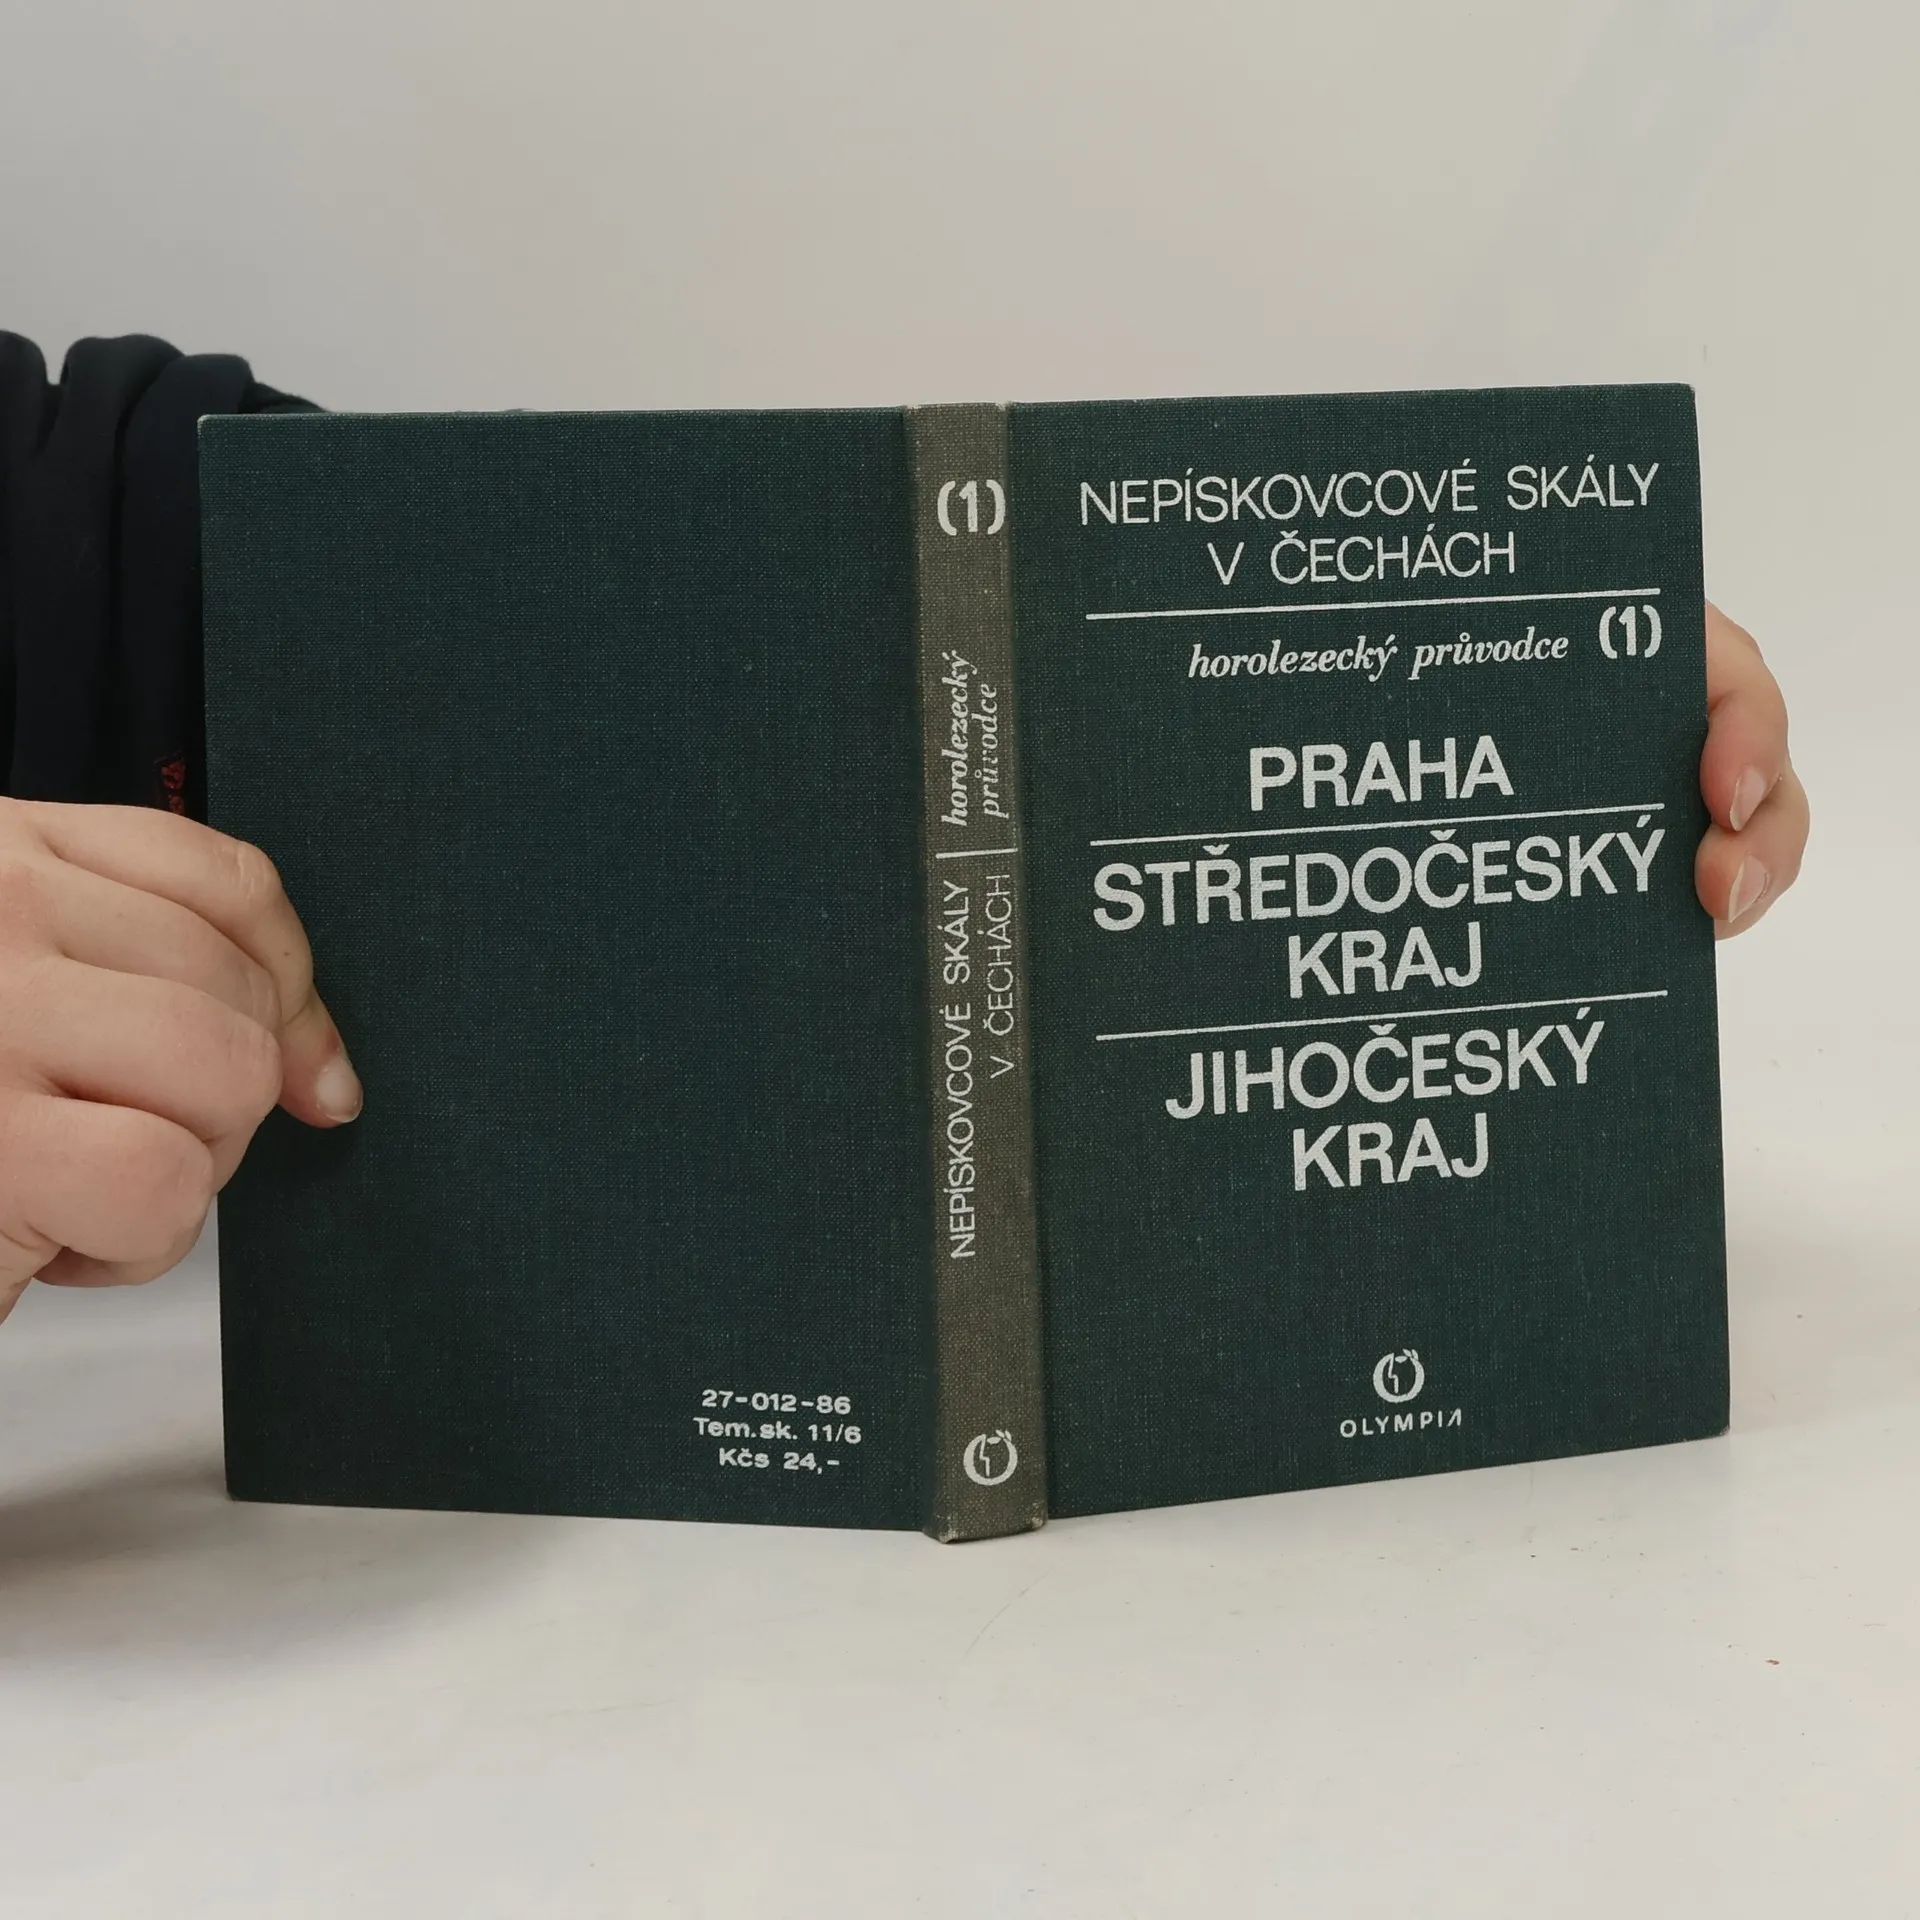 27-012-86
Tem.sk. 11/6
Kčs 24,-
(1)
horolezecký
průvodce
NEPÍSKOVCOVÉ SKÁLY
V ČECHÁCH
NEPÍSKOVCOVÉ SKÁLY
V ČECHÁCH
horolezecký průvodce (1)
PRAHA
STŘEDOČESKÝ
KRAJ
JIHOČESKÝ
KRAJ
OLYMPIA